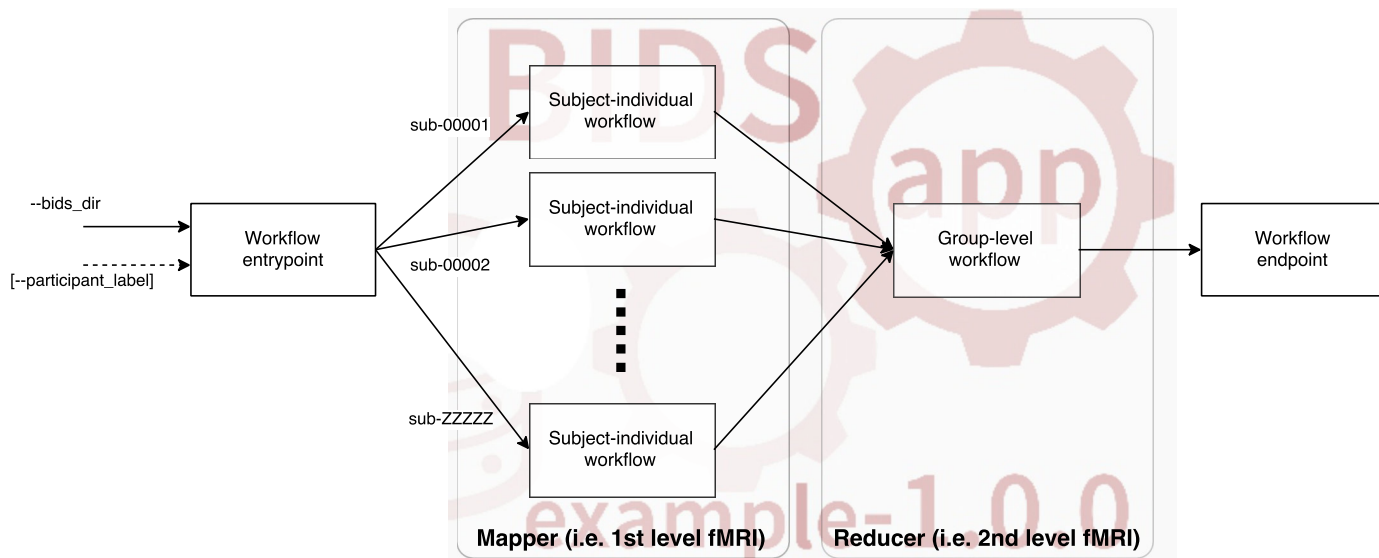 BIDS
app
example-1.0.0
--bids_dir
[--participant_label]
Workflow
entrypoint
sub-00001
sub-00002
sub-ZZZZZ
Subject-individual
workflow
Subject-individual
workflow
Subject-individual
workflow
Group-level
workflow
Workflow
endpoint
Mapper (i.e. 1st level fMRI)
Reducer (i.e. 2nd level fMRI)